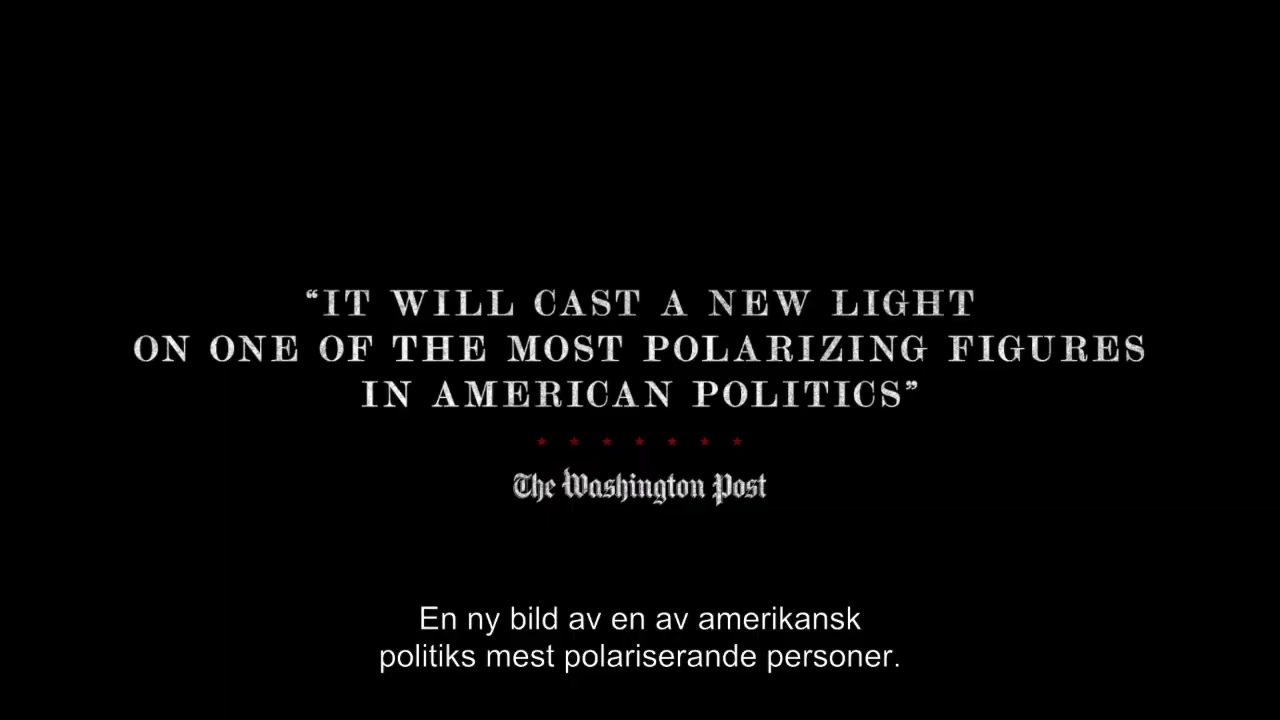 “IT WILL CAST A NEW LIGHT
ON ONE OF THE MOST POLARIZING FIGURES
IN AMERICAN POLITICS”
The Washington Post
En ny bild av en av amerikansk
politiks mest polariserande personer.